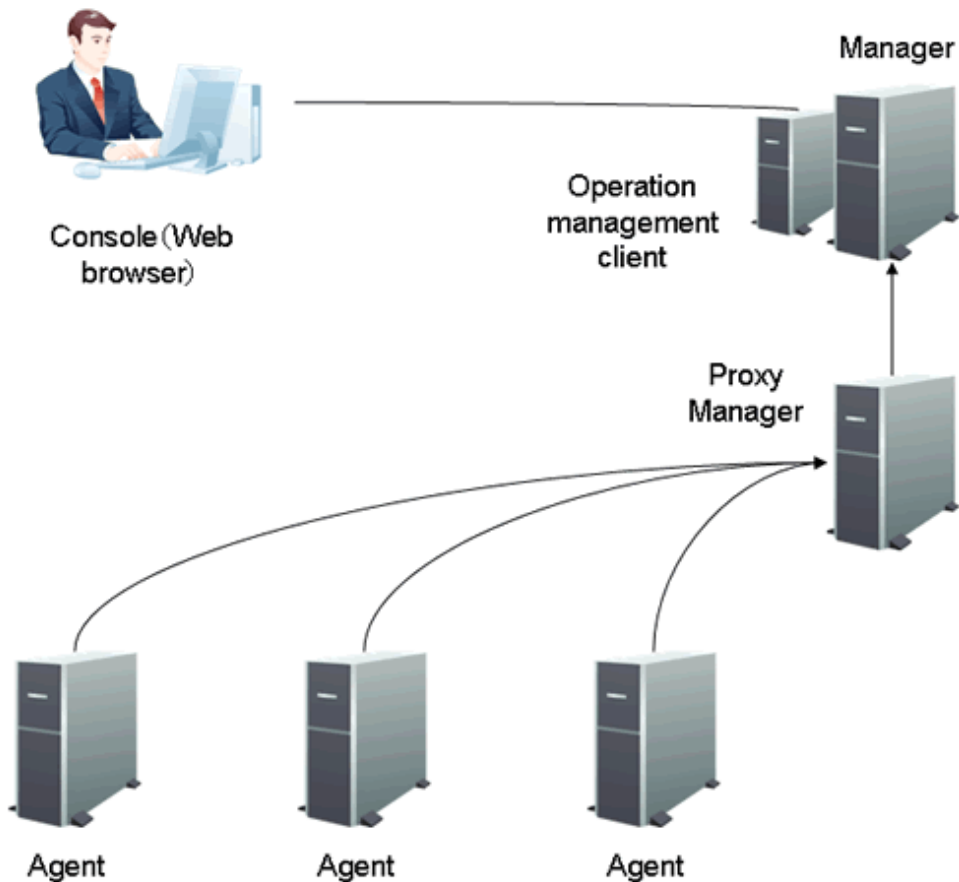 Manager
Operation
management
client
Console（Web
browser）
Proxy
Manager
Agent
Agent
Agent